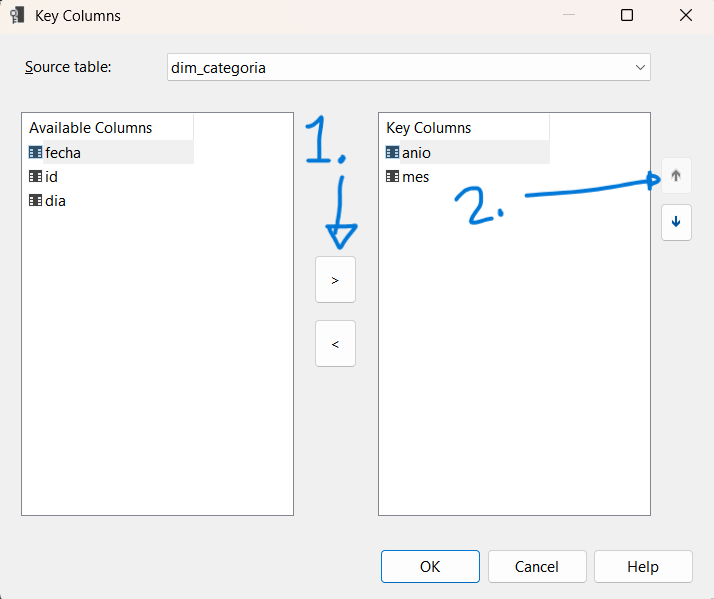 Key Columns
Source table:
dim_categoria
Available Columns
fecha
id
dia
1.
>
<
Key Columns
anio
mes
2.
OK
Cancel
Help